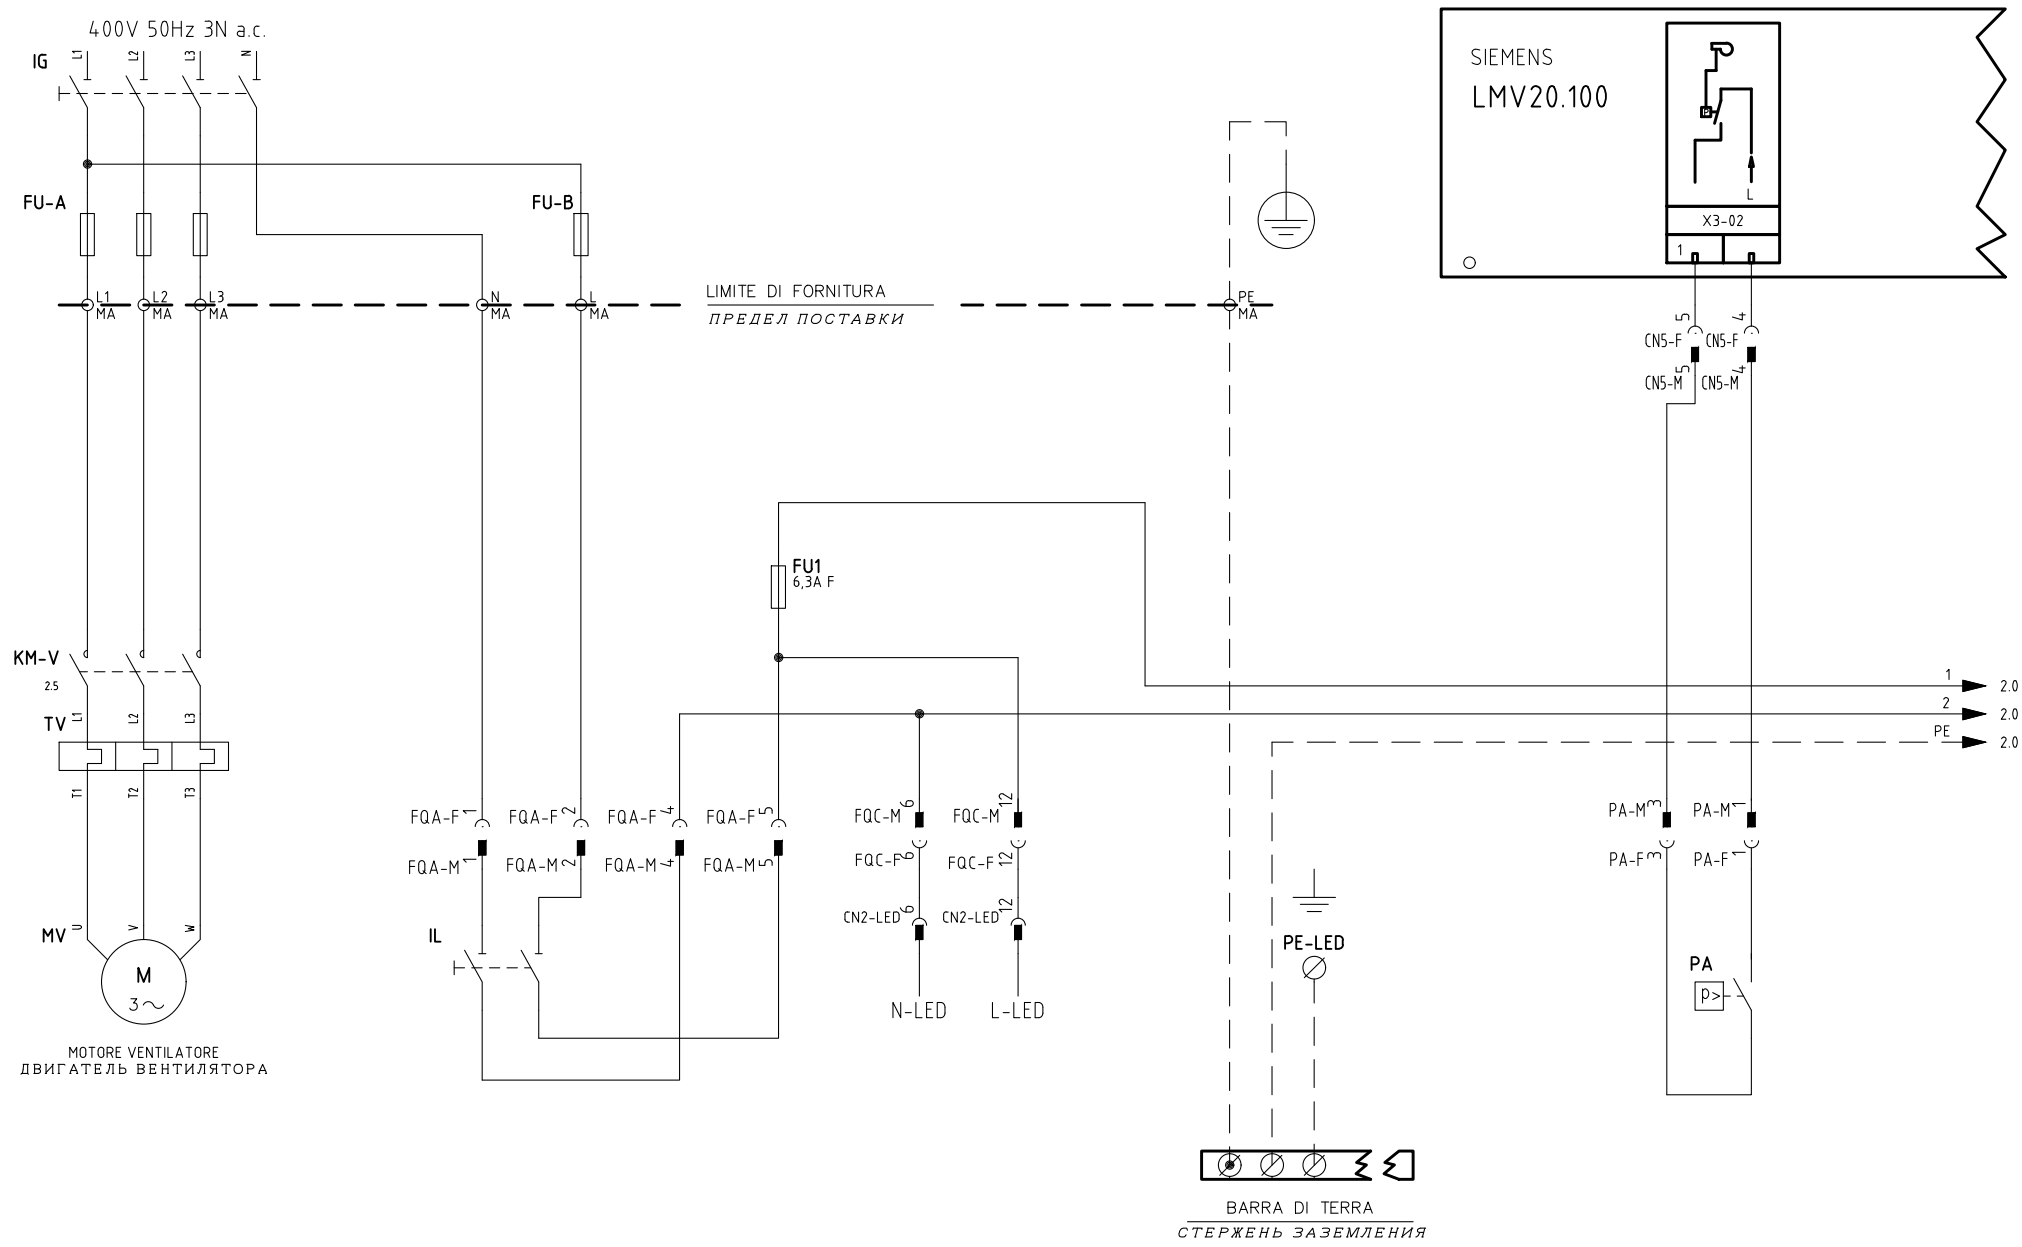 400V 50Hz 3N a.c.
IG
L1
L2
L3
N
FU-A
FU-B
L1
MA
L2
MA
L3
MA
N
MA
L
MA
LIMITE DI FORNITURA
ПРЕДЕЛ ПОСТАВКИ
PE
MA
SIEMENS
LMV20.100
P
L
X3-02
1
5
4
CN5-F
CN5-F
5
4
CN5-M
CN5-M
FU1
6,3A F
KM-V
2.5
TV
L1
L2
L3
T1
T2
T3
1
2.0
2
2.0
PE
2.0
FQA-F 1
FQA-F 2
FQA-F 4
FQA-F 5
FQA-M 1
FQA-M 2
FQA-M 4
FQA-M 5
FQC-M 6
FQC-M 12
FQC-F 6
FQC-F 12
CN2-LED 6
CN2-LED 12
N-LED
L-LED
PA-M 3
PA-M 1
PA-F 3
PA-F 1
MV
U
V
W
M
3~
MOTORE VENTILATORE
ДВИГАТЕЛЬ ВЕНТИЛЯТОРА
IL
PE-LED
PA
p>
BARRA DI TERRA
СТЕРЖЕНЬ ЗАЗЕМЛЕНИЯ